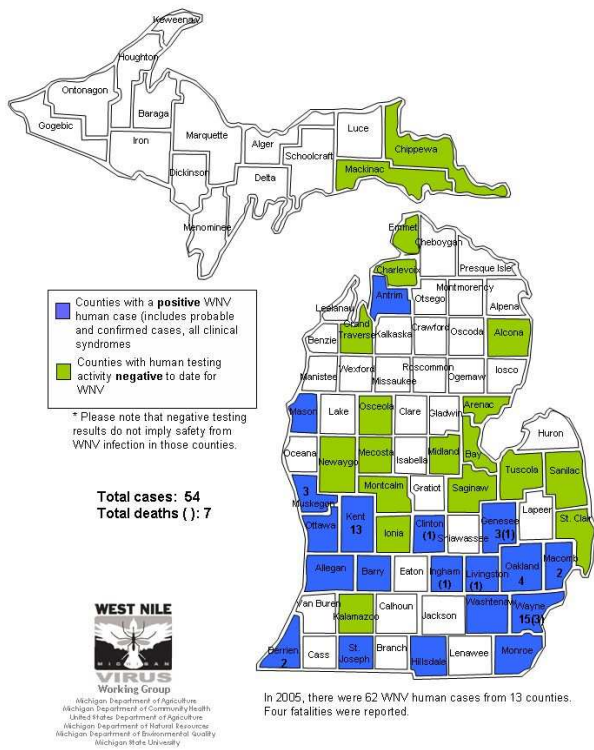 Keweenaw
Houghton
Ontonagon
Baraga
Gogebic
Iron
Marquette
Alger
Luce
Chippewa
Schoolcraft
Mackinac
Dickinson
Delta
Menominee
Emmet
Cheboygan
Presque Isle
Charlevoix
Antrim
Otsego
Montmorency
Alpena
Leelanau
Grand
Traverse
Benzie
Kalkaska
Crawford
Oscoda
Alcona
Manistee
Wexford
Missaukee
Roscommon
Ogemaw
Iosco
Mason
Lake
Osceola
Clare
Gladwin
Arenac
Huron
Oceana
Newaygo
Mecosta
Isabella
Midland
Bay
Tuscola
Sanilac
3
Muskegon
Montcalm
Gratiot
Saginaw
Lapeer
St. Clair
Ottawa
Kent
13
Ionia
Clinton
(1)
Shiawassee
Genesee
3(1)
Allegan
Barry
Eaton
Ingham
(1)
Livingston
(1)
Oakland
4
Macomb
2
Van Buren
Kalamazoo
Calhoun
Jackson
Washtenaw
Wayne
15(3)
Berrien
2
Cass
St.
Joseph
Branch
Hillsdale
Lenawee
Monroe
Counties with a positive WNV
human case (includes probable
and confirmed cases, all clinical
syndromes
Counties with human testing
activity negative to date for
WNV
* Please note that negative testing
results do not imply safety from
WNV infection in those counties.
Total cases: 54
Total deaths ( ): 7
WEST NILE
MICHIGAN
VIRUS
Working Group
Michigan Department of Agriculture
Michigan Department of Community Health
United States Department of Agriculture
Michigan Department of Natural Resources
Michigan Department of Environmental Quality
Michigan State University
In 2005, there were 62 WNV human cases from 13 counties.
Four fatalities were reported.